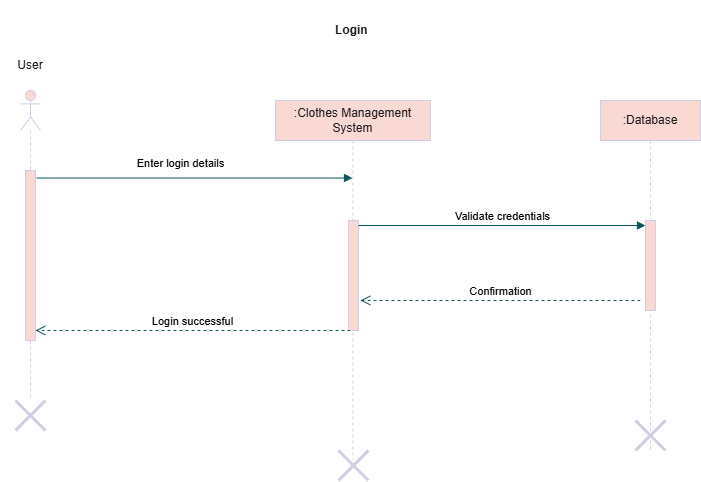 Login
User
:Clothes Management
System
:Database
Enter login details
Validate credentials
Confirmation
Login successful